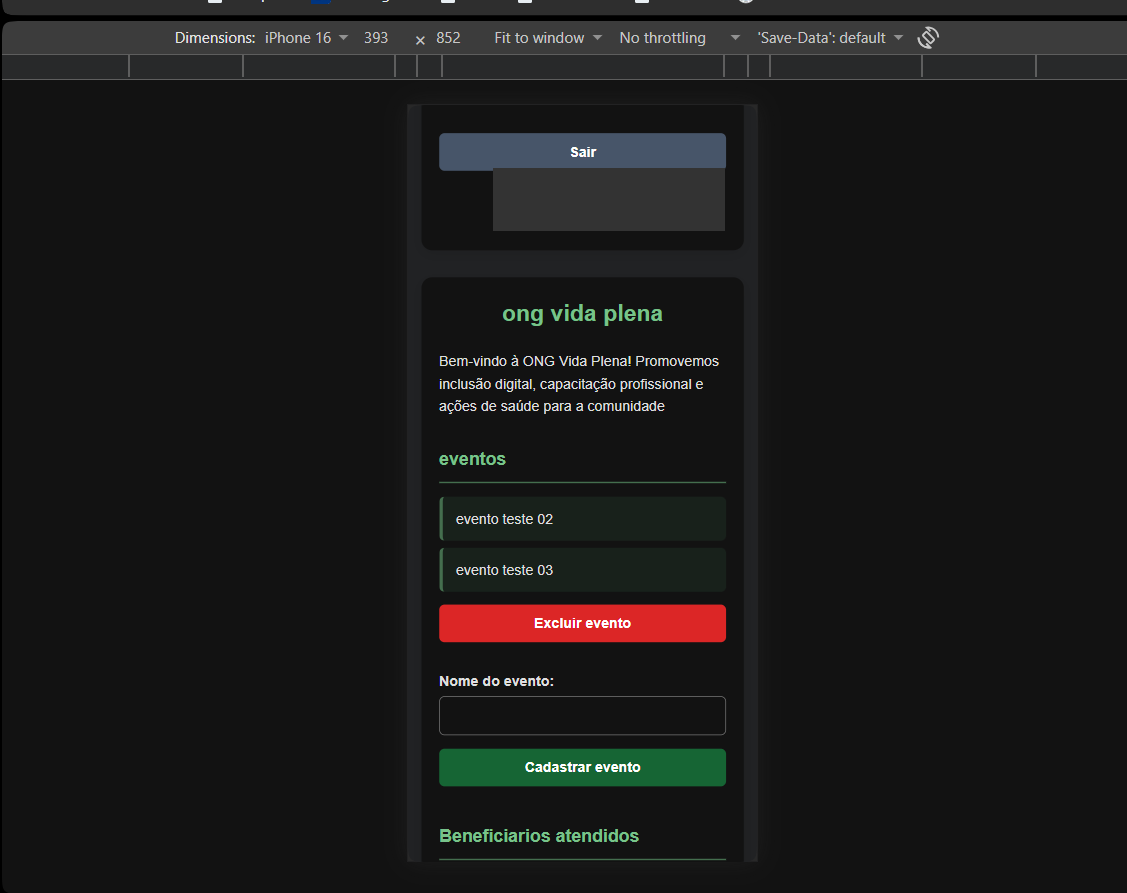 Dimensions: iPhone 16 393 × 852 Fit to window No throttling 'Save-Data': default
Sair
ong vida plena
Bem-vindo à ONG Vida Plena! Promovemos
inclusão digital, capacitação profissional e
ações de saúde para a comunidade
eventos
evento teste 02
evento teste 03
Excluir evento
Nome do evento:
Cadastrar evento
Beneficiarios atendidos